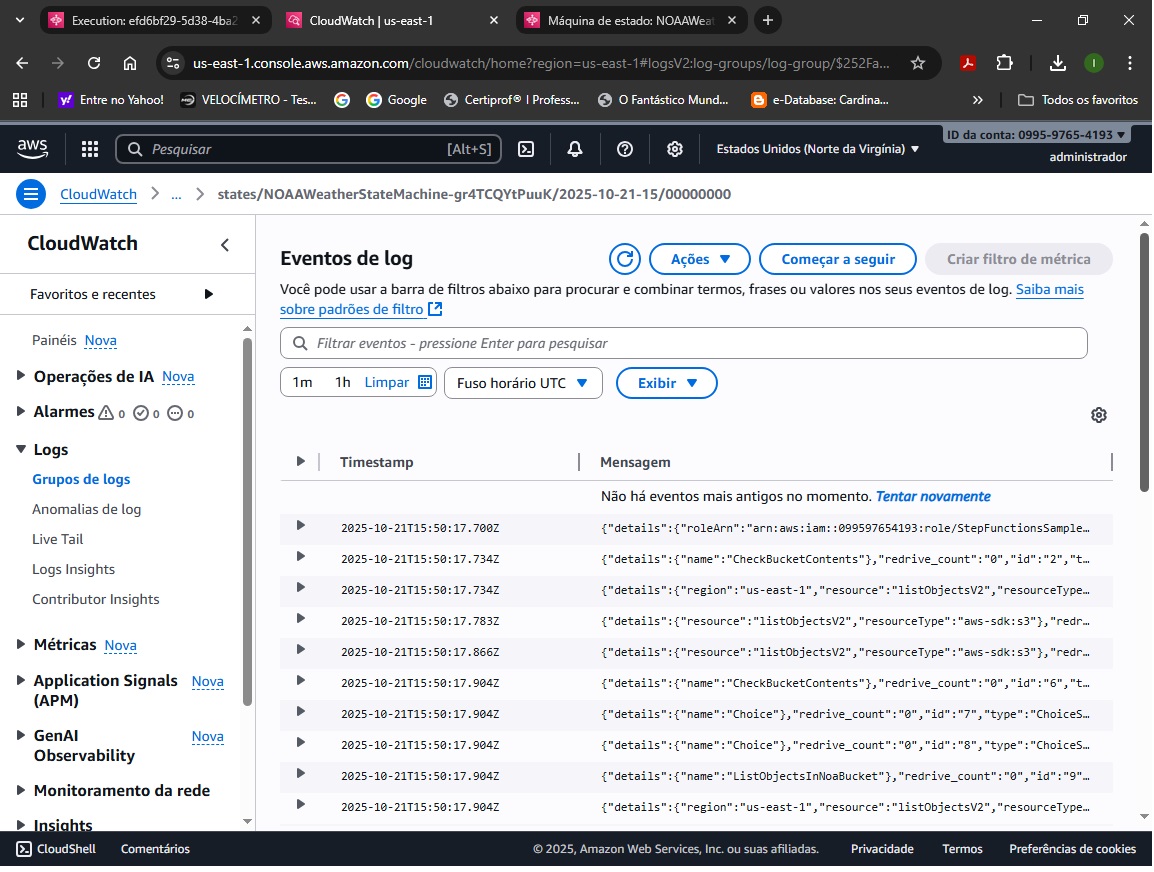 Execution: efd6bf29-5d38-4ba2
CloudWatch | us-east-1
Máquina de estado: NOAAWeat
us-east-1.console.aws.amazon.com/cloudwatch/home?region=us-east-1#logsV2:log-groups/log-group/$252Fa...
I
Entre no Yahoo!
VELOCÍMETRO - Tes...
Google
Certiprof® I Profess...
O Fantástico Mund...
e-Database: Cardina...
Todos os favoritos
aws
Pesquisar
[Alt+S]
Estados Unidos (Norte da Virgínia)
ID da conta: 0995-9765-4193
administrador
CloudWatch
...
states/NOAAWeatherStateMachine-gr4TCQYtPuuK/2025-10-21-15/00000000
CloudWatch
Favoritos e recentes
Painéis Nova
Operações de IA Nova
Alarmes 0 0 0
Logs
Grupos de logs
Anomalias de log
Live Tail
Logs Insights
Contributor Insights
Métricas Nova
Application Signals Nova
(APM)
GenAI Nova
Observability
Monitoramento da rede
Insights
Eventos de log
Ações
Começar a seguir
Criar filtro de métrica
Você pode usar a barra de filtros abaixo para procurar e combinar termos, frases ou valores nos seus eventos de log. Saiba mais
sobre padrões de filtro
Filtrar eventos - pressione Enter para pesquisar
1m 1h Limpar
Fuso horário UTC
Exibir
Timestamp Mensagem
Não há eventos mais antigos no momento. Tentar novamente
2025-10-21T15:50:17.700Z {"details":{"roleArn":"arn:aws:iam::099597654193:role/StepFunctionsSample…
2025-10-21T15:50:17.734Z {"details":{"name":"CheckBucketContents"},"redrive_count":"0","id":"2","t…
2025-10-21T15:50:17.734Z {"details":{"region":"us-east-1","resource":"listObjectsV2","resourceType…
2025-10-21T15:50:17.783Z {"details":{"resource":"listObjectsV2","resourceType":"aws-sdk:s3"},"redr…
2025-10-21T15:50:17.866Z {"details":{"resource":"listObjectsV2","resourceType":"aws-sdk:s3"},"redr…
2025-10-21T15:50:17.904Z {"details":{"name":"CheckBucketContents"},"redrive_count":"0","id":"6","t…
2025-10-21T15:50:17.904Z {"details":{"name":"Choice"},"redrive_count":"0","id":"7","type":"ChoiceS…
2025-10-21T15:50:17.904Z {"details":{"name":"Choice"},"redrive_count":"0","id":"8","type":"ChoiceS…
2025-10-21T15:50:17.904Z {"details":{"name":"ListObjectsInNoaBucket"},"redrive_count":"0","id":"9"…
2025-10-21T15:50:17.904Z {"details":{"region":"us-east-1","resource":"listObjectsV2","resourceType…
CloudShell
Comentários
© 2025, Amazon Web Services, Inc. ou suas afiliadas.
Privacidade
Termos
Preferências de cookies